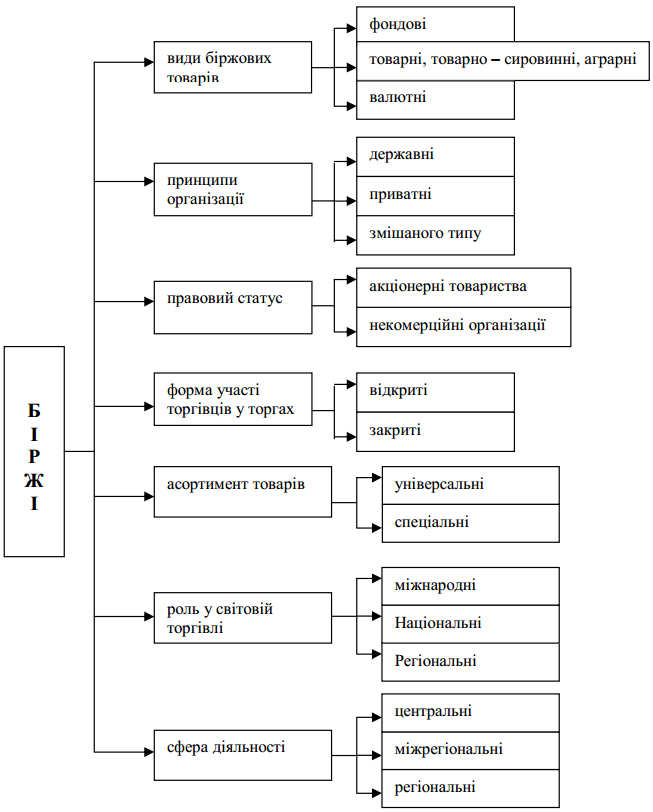 БІРЖІ
види біржових
товарів
фондові
товарні, товарно – сировинні, аграрні
валютні
принципи
організації
державні
приватні
змішаного типу
правовий статус
акціонерні товариства
некомерційні організації
форма участі
торгівців у торгах
відкриті
закриті
асортимент товарів
універсальні
спеціальні
роль у світовій
торгівлі
міжнародні
Національні
Регіональні
сфера діяльності
центральні
міжрегіональні
регіональні